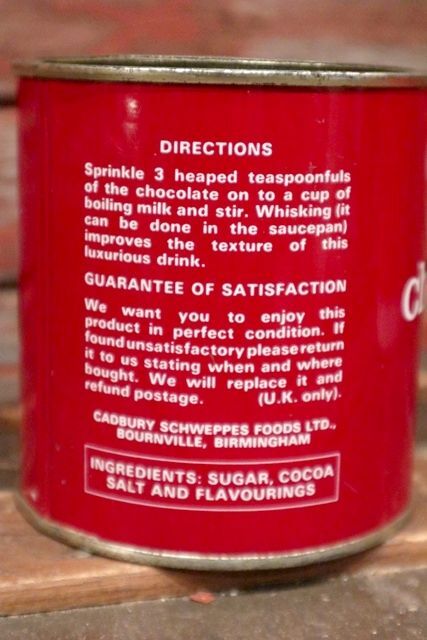 DIRECTIONS
Sprinkle 3 heaped teaspoonfuls
of the chocolate on to a cup of
boiling milk and stir. Whisking (it
can be done in the saucepan)
improves the texture of this
luxurious drink.
GUARANTEE OF SATISFACTION
We want you to enjoy this
product in perfect condition. If
found unsatisfactory please return
it to us stating when and where
bought. We will replace it and
refund postage. (U.K. only).
CADBURY SCHWEPPES FOODS LTD.,
BOURNVILLE, BIRMINGHAM
INGREDIENTS: SUGAR, COCOA
SALT AND FLAVOURINGS